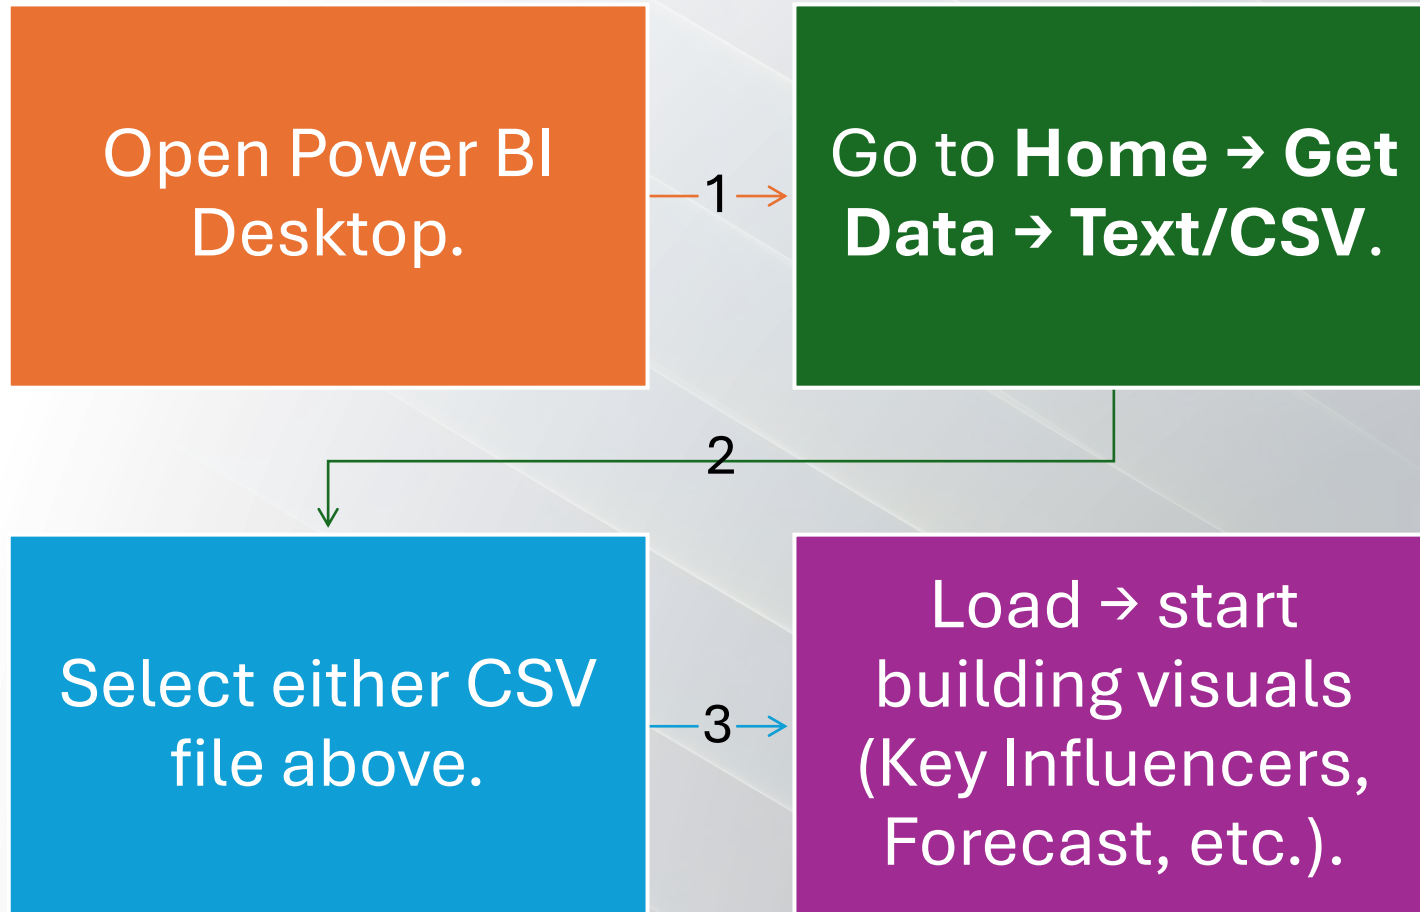 Open Power BI
Desktop.
1
Go to Home → Get
Data → Text/CSV.
2
Select either CSV
file above.
3
Load → start
building visuals
(Key Influencers,
Forecast, etc.).